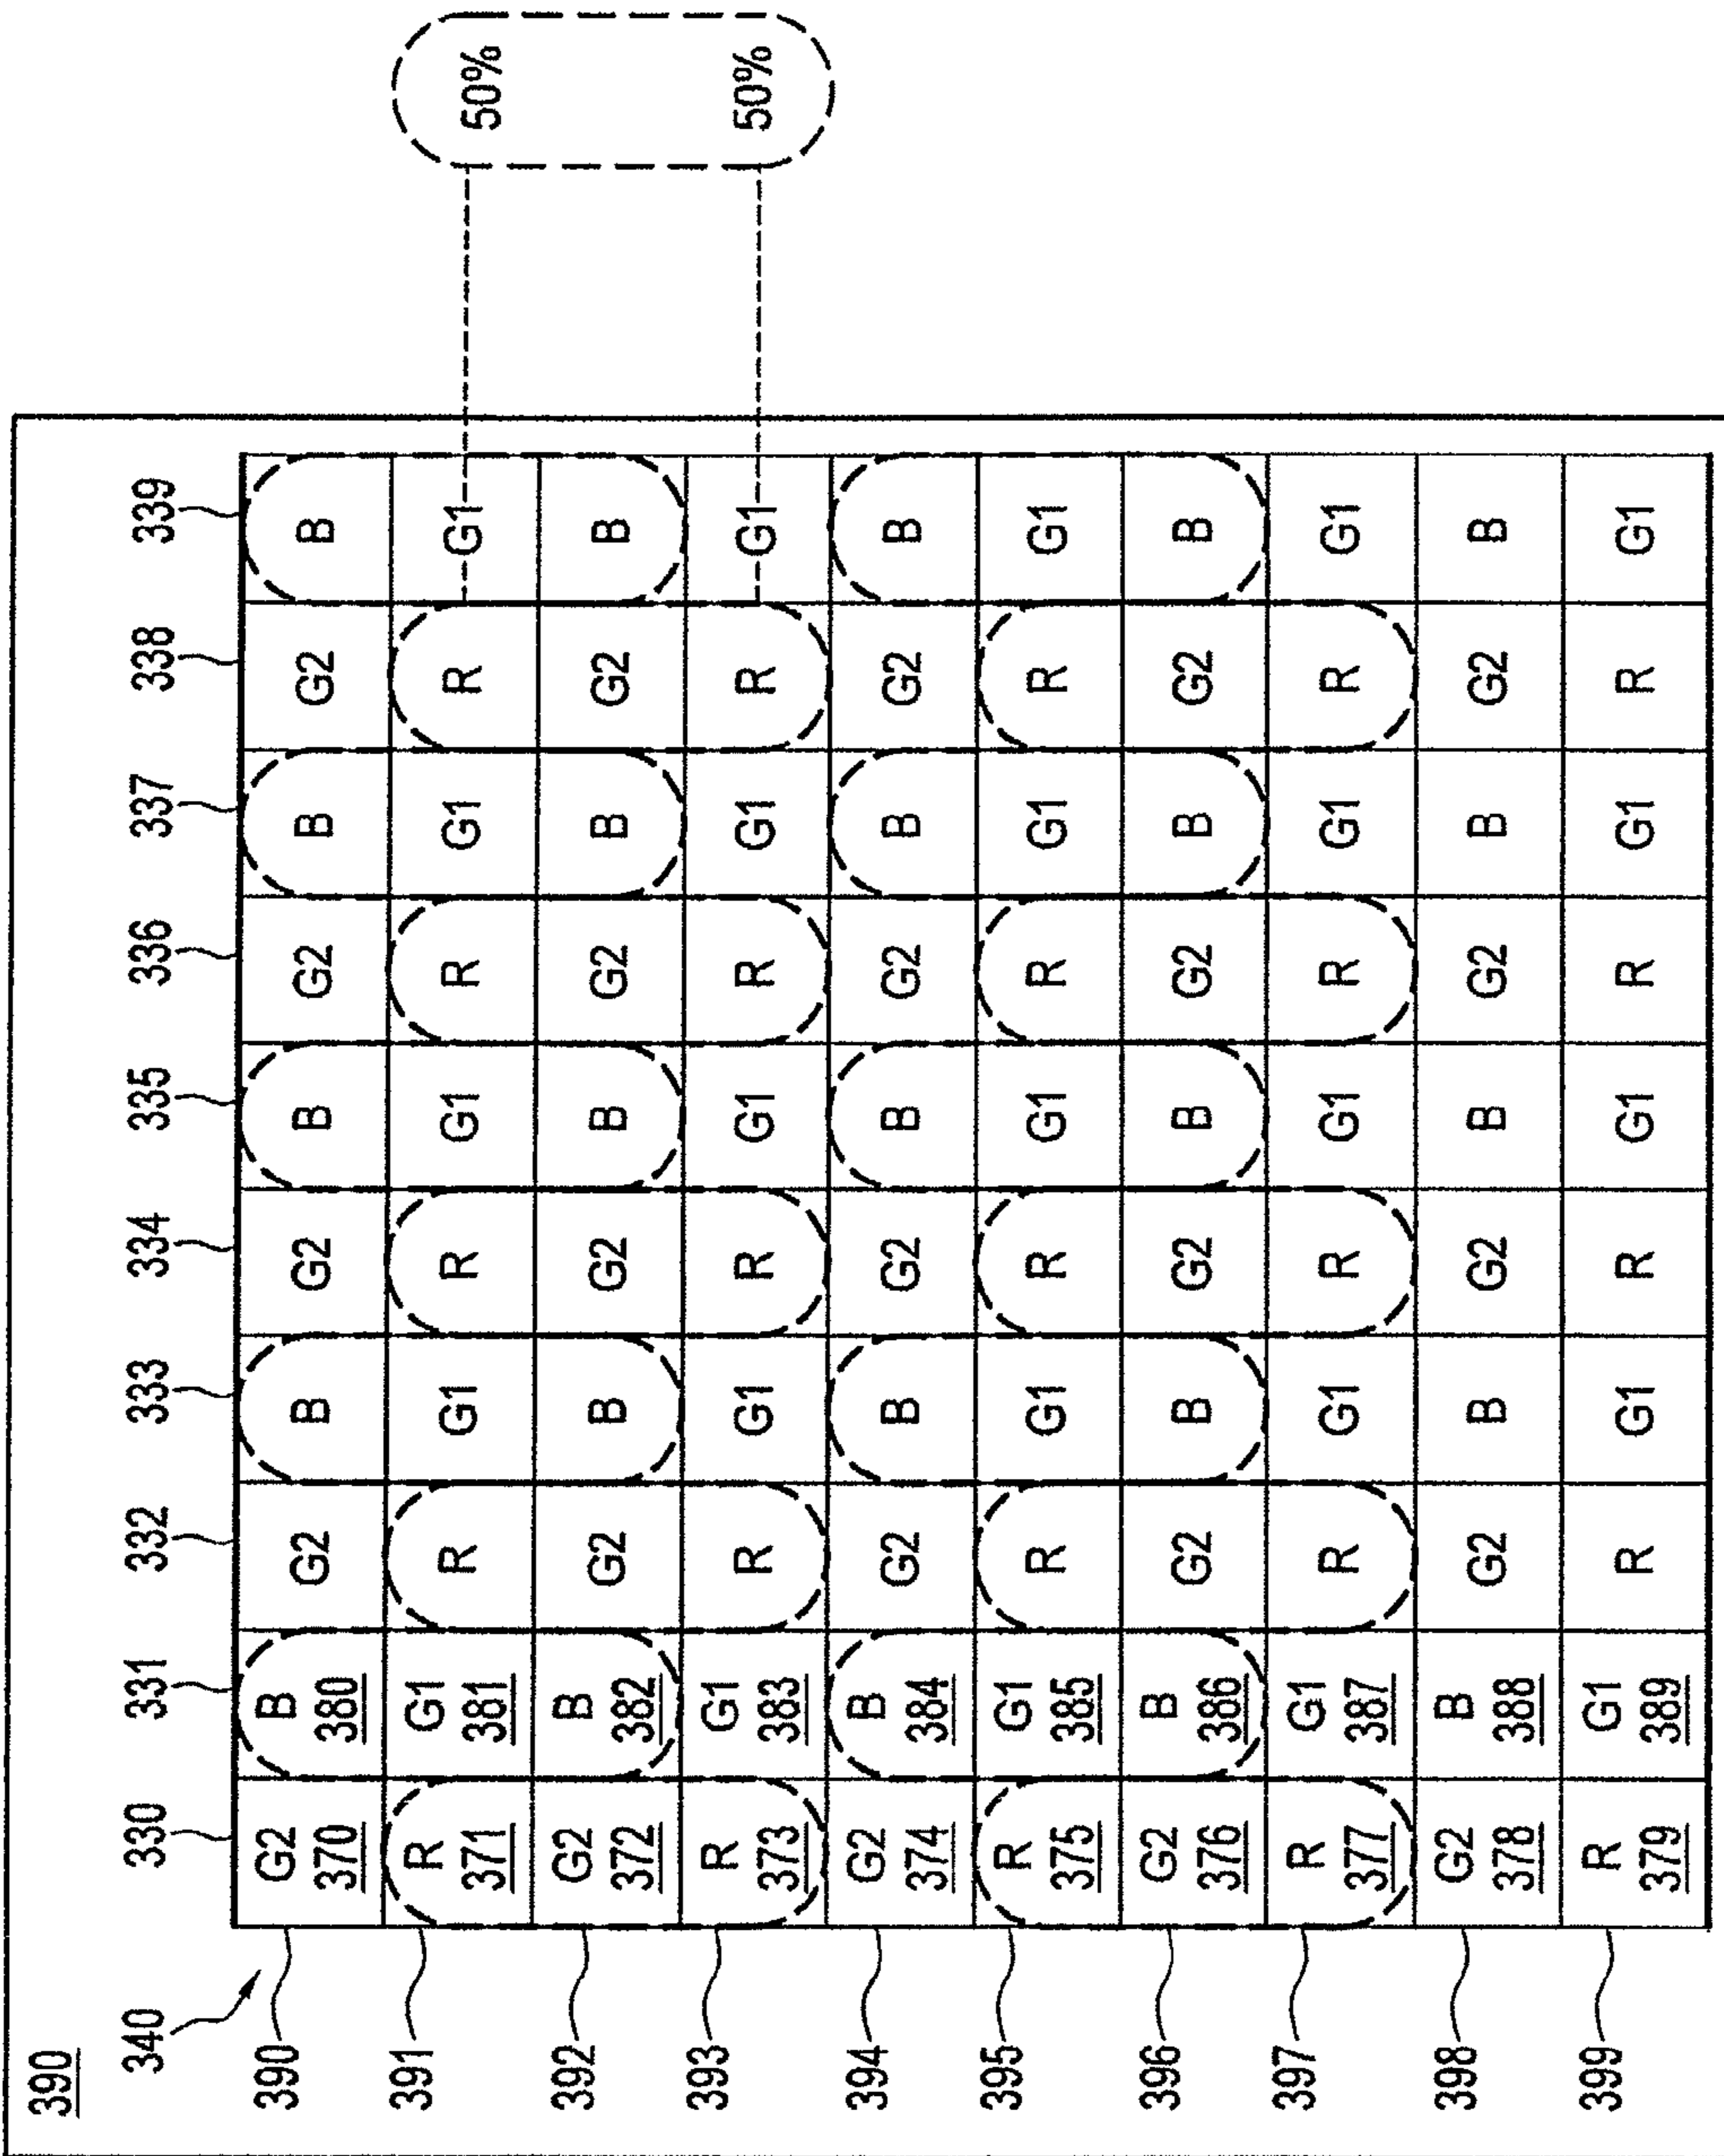 390
340
330 331 332 333 334 335 336 337 338 339
390 G2 370 B 380 G2 B G2 B G2 B G2 B
391 R 371 G1 381 R G1 R G1 R G1 R G1 50%
392 G2 372 B 382 G2 B G2 B G2 B G2 B
393 R 373 G1 383 R G1 R G1 R G1 R G1 50%
394 G2 374 B 384 G2 B G2 B G2 B G2 B
395 R 375 G1 385 R G1 R G1 R G1 R G1
396 G2 376 B 386 G2 B G2 B G2 B G2 B
397 R 377 G1 387 R G1 R G1 R G1 R G1
398 G2 378 B 388 G2 B G2 B G2 B G2 B
399 R 379 G1 389 R G1 R G1 R G1 R G1